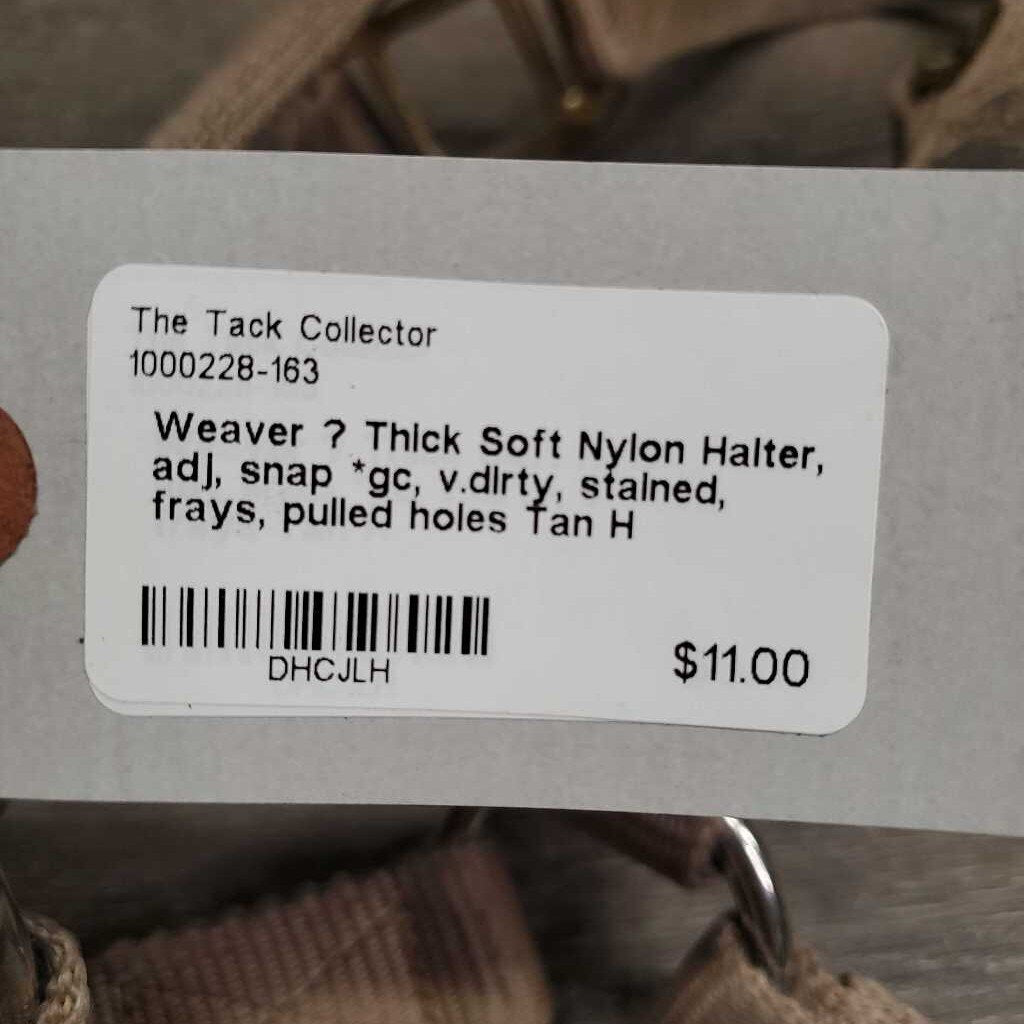 The Tack Collector
1000228-163
Weaver ? Thick Soft Nylon Halter,
adj, snap *gc, v.dirty, stained,
frays, pulled holes Tan H
DHCJLH
$11.00